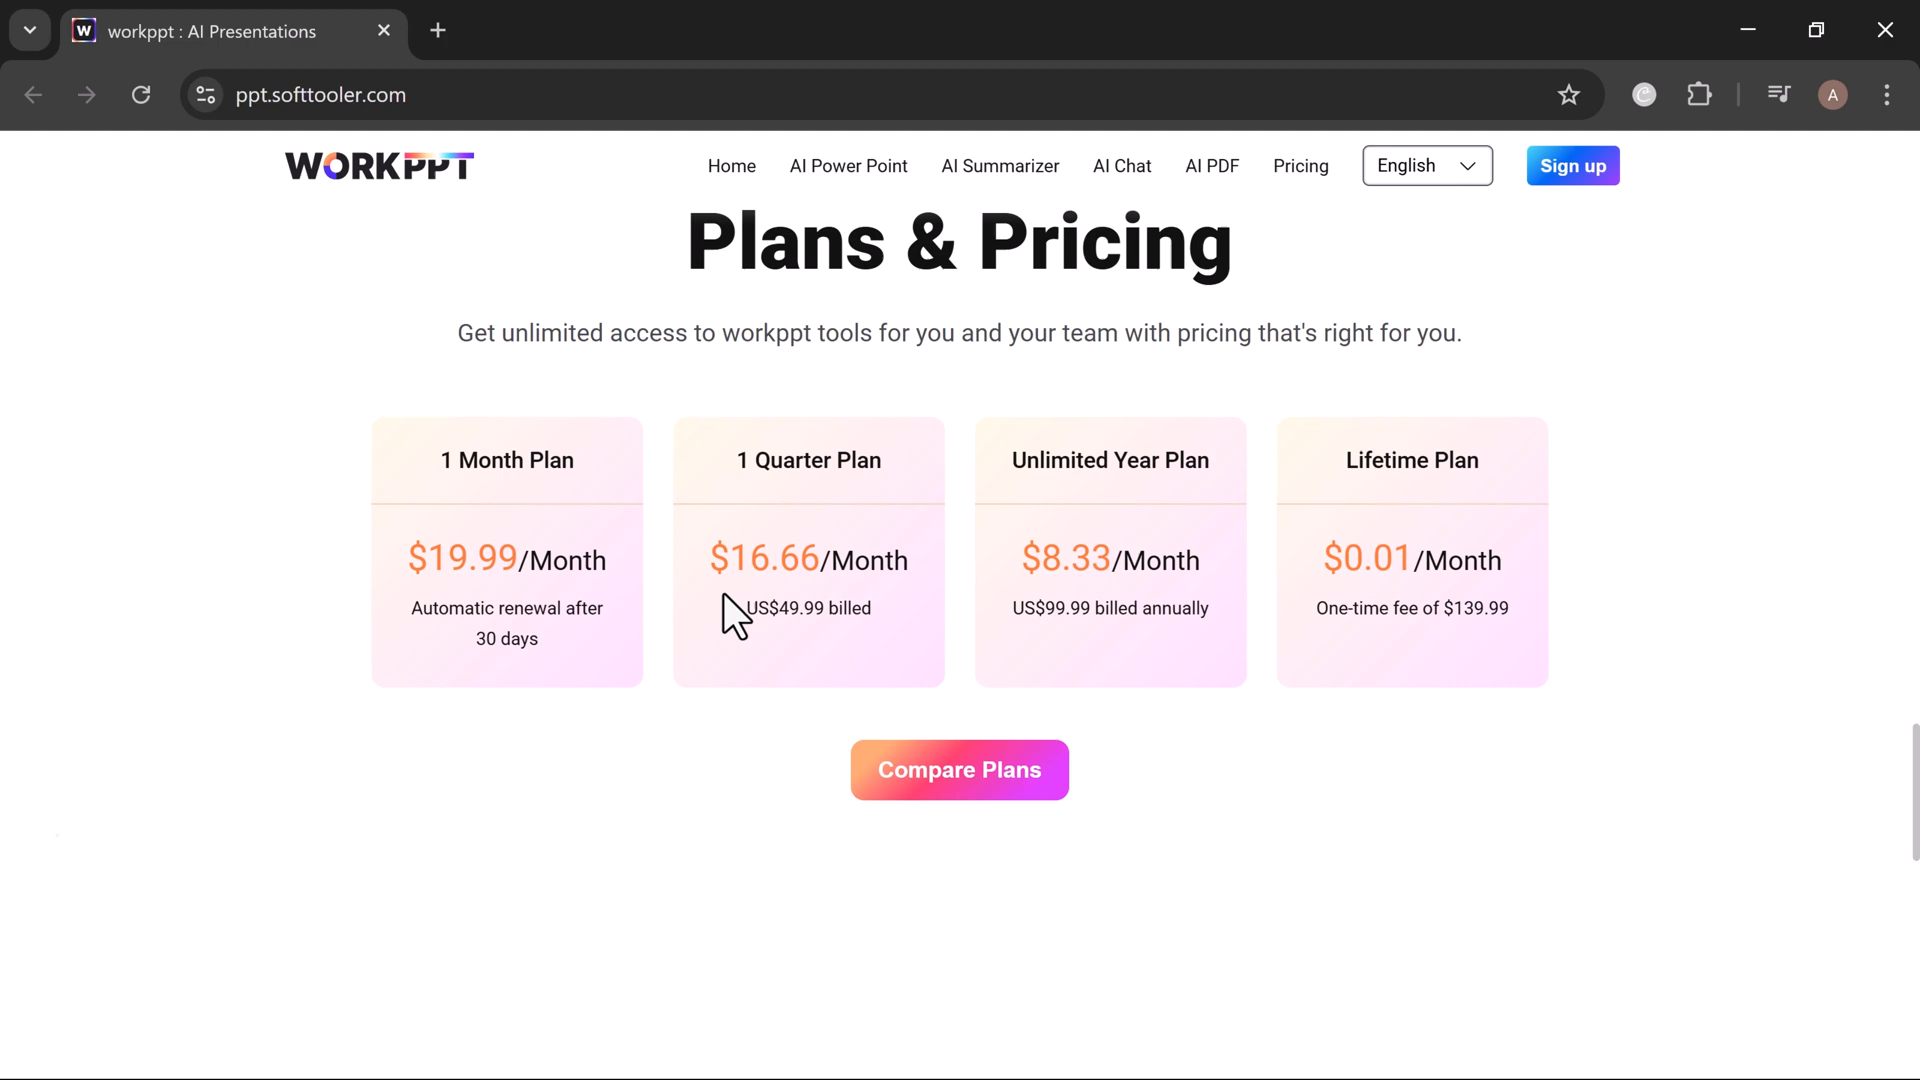 workppt : AI Presentations
ppt.softtooler.com
A
WORKPPT
Home AI Power Point AI Summarizer AI Chat AI PDF Pricing English Sign up
Plans & Pricing
Get unlimited access to workppt tools for you and your team with pricing that's right for you.
1 Month Plan
$19.99/Month
Automatic renewal after
30 days
1 Quarter Plan
$16.66/Month
US$49.99 billed
Unlimited Year Plan
$8.33/Month
US$99.99 billed annually
Lifetime Plan
$0.01/Month
One-time fee of $139.99
Compare Plans